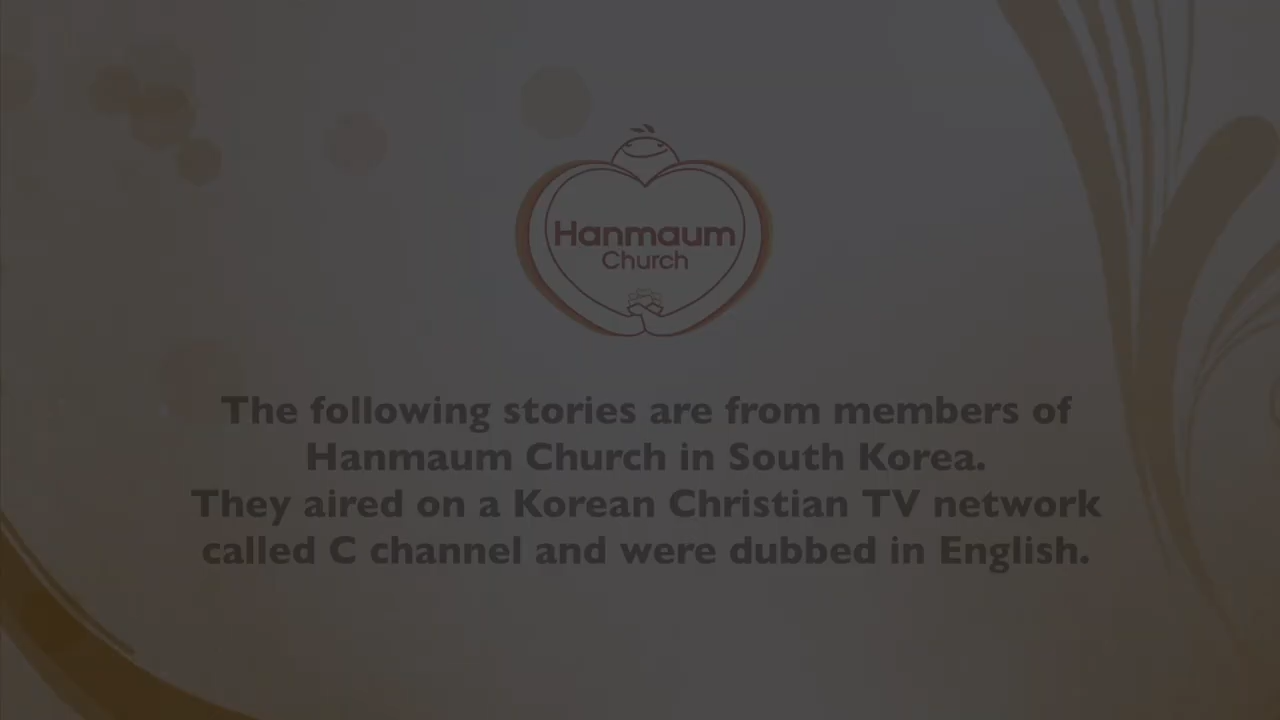 Hanmaum
Church
The following stories are from members of
Hanmaum Church in South Korea.
They aired on a Korean Christian TV network
called C channel and were dubbed in English.